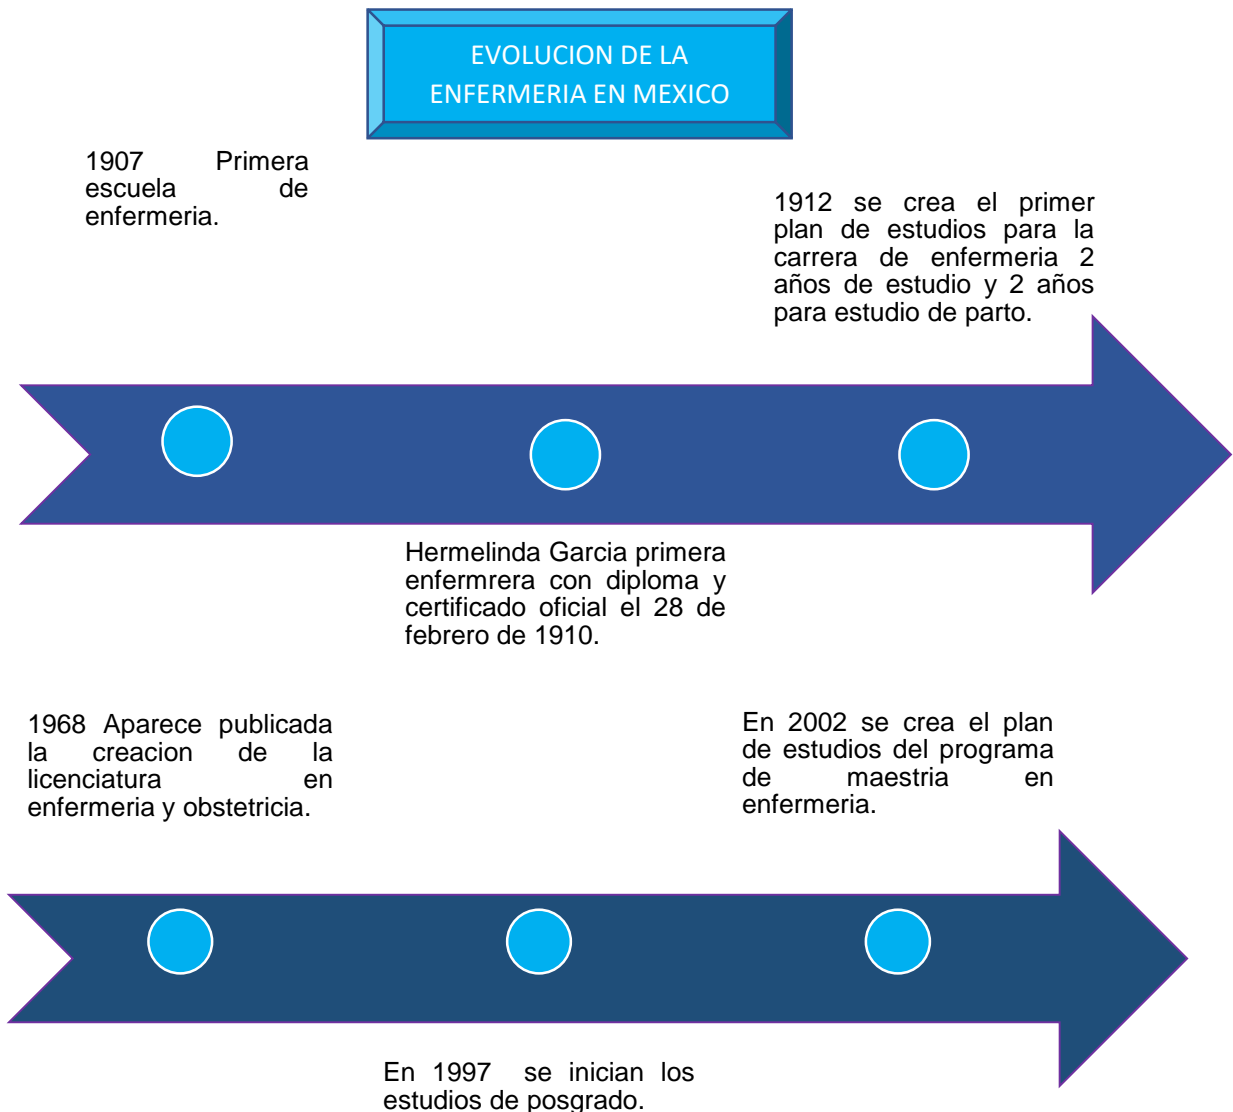 EVOLUCION DE LA
ENFERMERIA EN MEXICO
1907 Primera
escuela de
enfermeria.
1912 se crea el primer
plan de estudios para la
carrera de enfermeria 2
años de estudio y 2 años
para estudio de parto.
Hermelinda Garcia primera
enfermrera con diploma y
certificado oficial el 28 de
febrero de 1910.
1968 Aparece publicada
la creacion de la
licenciatura en
enfermeria y obstetricia.
En 2002 se crea el plan
de estudios del programa
de maestria en
enfermeria.
En 1997 se inician los
estudios de posgrado.